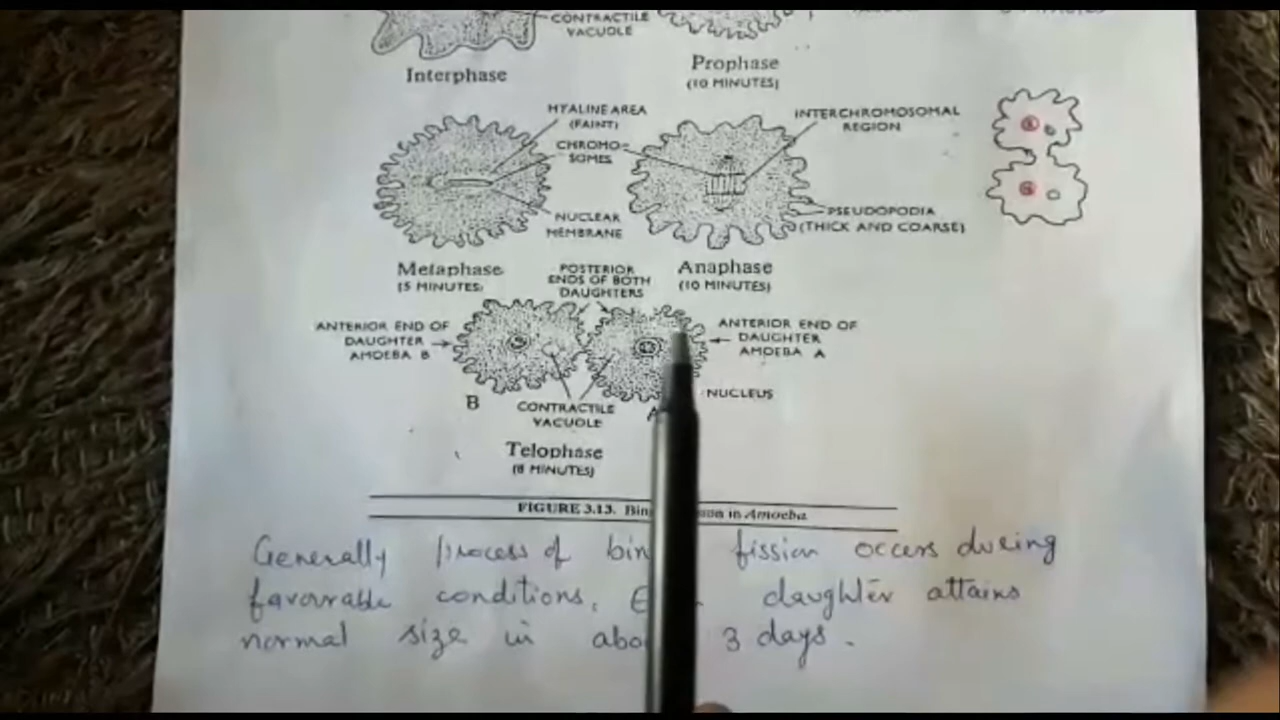 CONTRACTILE
VACUOLE
Interphase
Prophase
(10 MINUTES)
HYALINE AREA
(FAINT)
INTERCHROMOSOMAL
REGION
CHROMO-
SOMES
NUCLEAR
MEMBRANE
PSEUDOPODIA
(THICK AND COARSE)
Metaphase
(5 MINUTES)
POSTERIOR
ENDS OF BOTH
DAUGHTERS
Anaphase
(10 MINUTES)
ANTERIOR END OF
DAUGHTER
AMOEBA B
ANTERIOR END OF
DAUGHTER
AMOEBA A
B
CONTRACTILE
VACUOLE
A
NUCLEUS
Telophase
(8 MINUTES)
FIGURE 3.13. in Amoeba
Generally process of fission occers during
favourable conditions. daughter attains
normal size in 3 days.